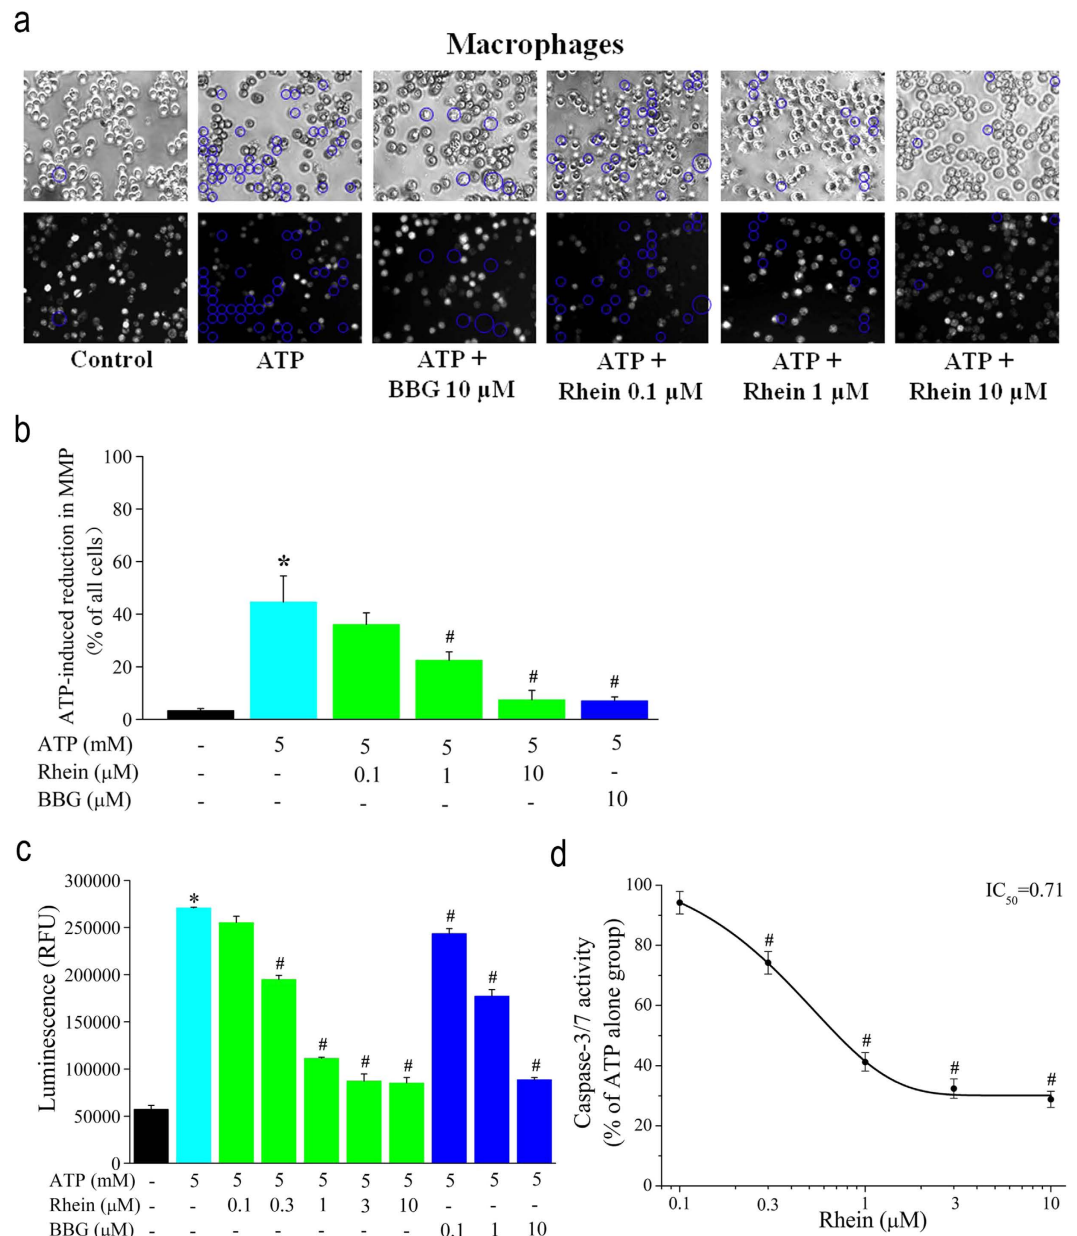 a
Macrophages
Control
ATP
ATP + BBG 10 μM
ATP + Rhein 0.1 μM
ATP + Rhein 1 μM
ATP + Rhein 10 μM
b
ATP-induced reduction in MMP
(% of all cells)
100
80
60
40
20
0
*
#
#
#
ATP (mM) - 5 5 5 5 5
Rhein (μM) - - 0.1 1 10 -
BBG (μM) - - - - - 10
c
Luminescence (RFU)
300000
250000
200000
150000
100000
50000
0
*
#
#
#
#
#
#
#
ATP (mM) - 5 5 5 5 5 5 5 5 5
Rhein (μM) - - 0.1 0.3 1 3 10 - - -
BBG (μM) - - - - - - - 0.1 1 10
d
Caspase-3/7 activity
(% of ATP alone group)
100
80
60
40
20
0
IC50=0.71
#
#
#
#
0.1 0.3 1 3 10
Rhein (μM)